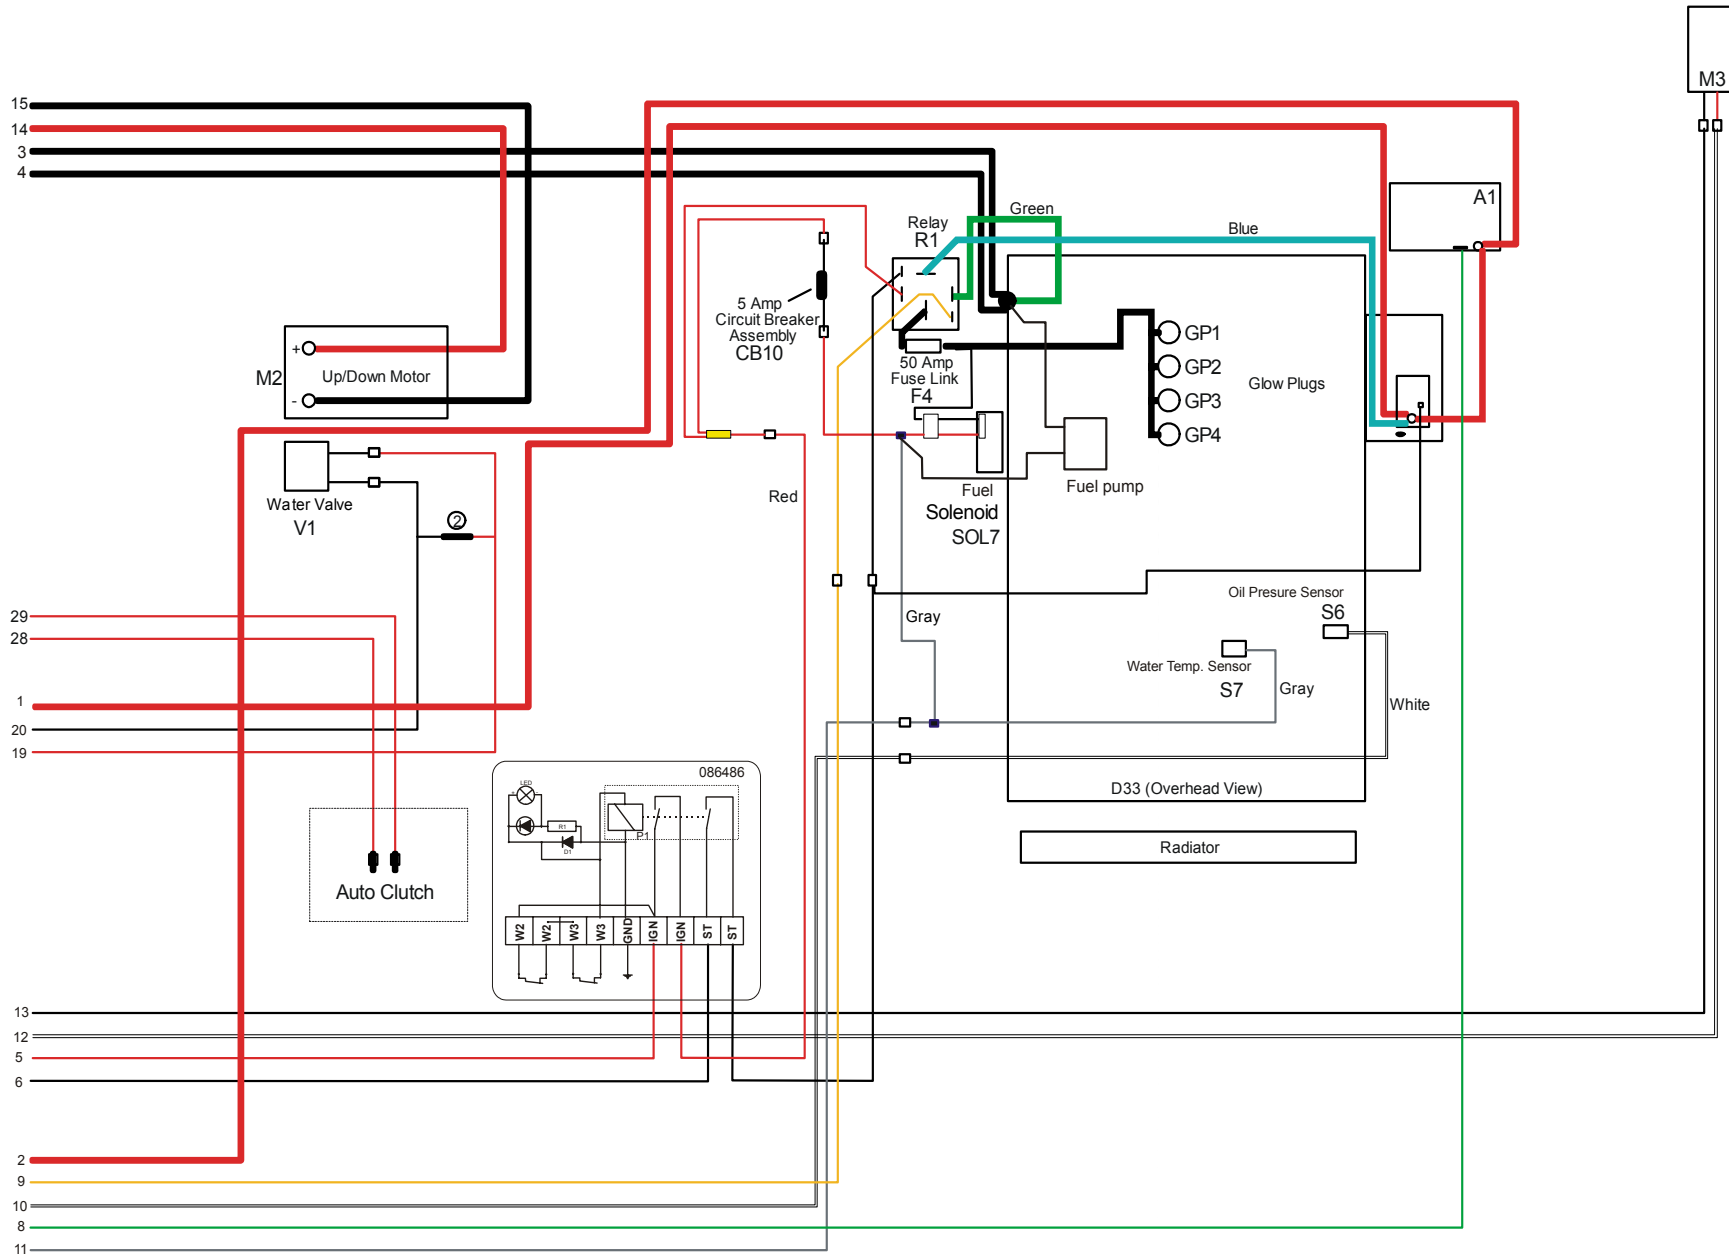 M3
15
14
3
4
A1
Green
Relay
R1
Blue
5 Amp
Circuit Breaker
Assembly
CB10
50 Amp
Fuse Link
F4
GP1
GP2
GP3
GP4
Glow Plugs
+
M2
Up/Down Motor
-
Water Valve
V1
2
Red
Fuel
Solenoid
SOL7
Fuel pump
29
28
Gray
Oil Presure Sensor
S6
Water Temp. Sensor
S7
Gray
White
1
20
19
086486
LED
+ -
R1
D1
P1
D33 (Overhead View)
Radiator
Auto Clutch
W2 W2 W3 W3 GND IGN IGN ST ST
13
12
5
6
2
9
10
8
11